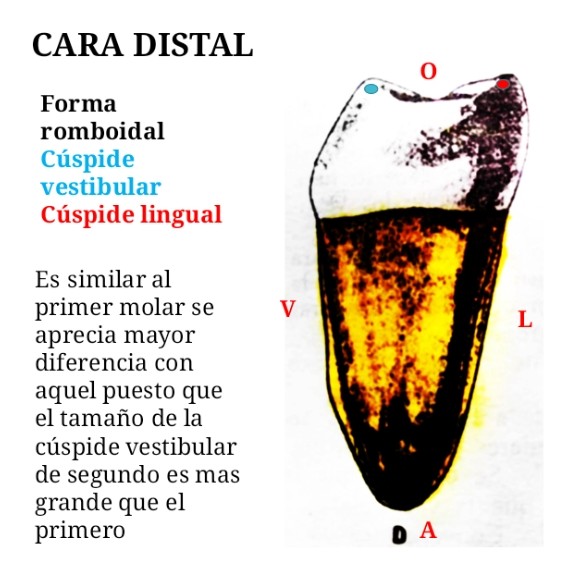 CARA DISTAL
Forma
romboidal
Cúspide
vestibular
Cúspide lingual
Es similar al
primer molar se
aprecia mayor
diferencia con
aquel puesto que
el tamaño de la
cúspide vestibular
de segundo es mas
grande que el
primero
O
V
L
D A